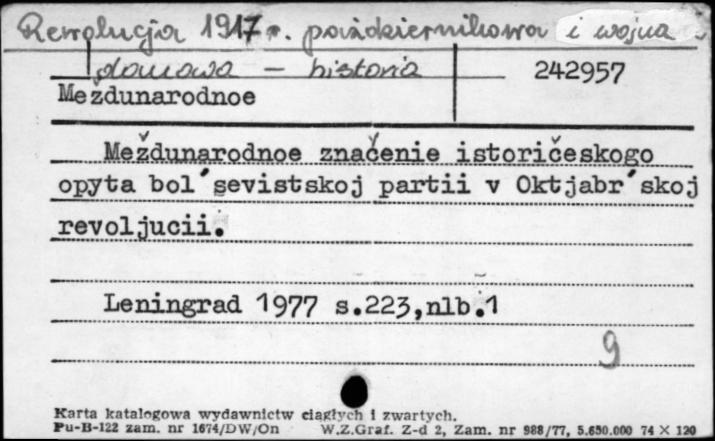 Rewolucja 1917 r. październikowa i wojna
domowa - historia 242957
Meždunarodnoe
Meždunarodnoe značenie istoričeskogo
opyta bol´ševistskoj partii v Oktjabr´skoj
revoljucii.
Leningrad 1977 s.223,nlb.1
9
Karta katalogowa wydawnictw ciągłych i zwartych.
Pu-B-122 zam. nr 1674/DW/On W.Z.Graf. Z-d 2, Zam. nr 988/77, 5.650.000 74 × 120